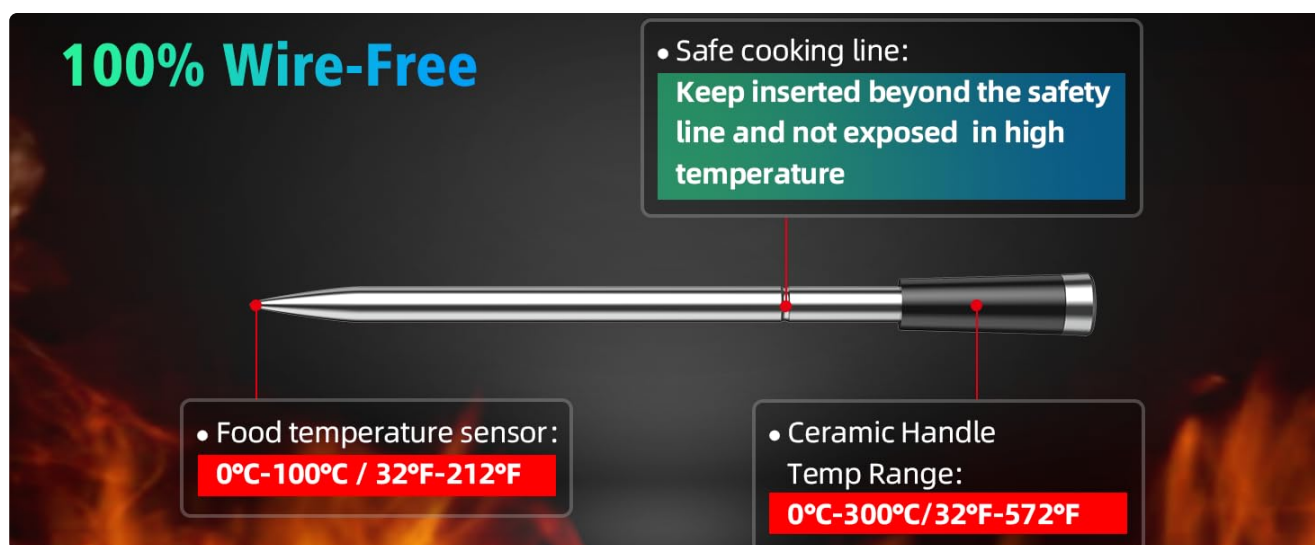 100% Wire-Free
• Safe cooking line:
Keep inserted beyond the safety
line and not exposed in high
temperature
• Food temperature sensor:
0°C-100°C / 32°F-212°F
• Ceramic Handle
Temp Range:
0°C-300°C/32°F-572°F